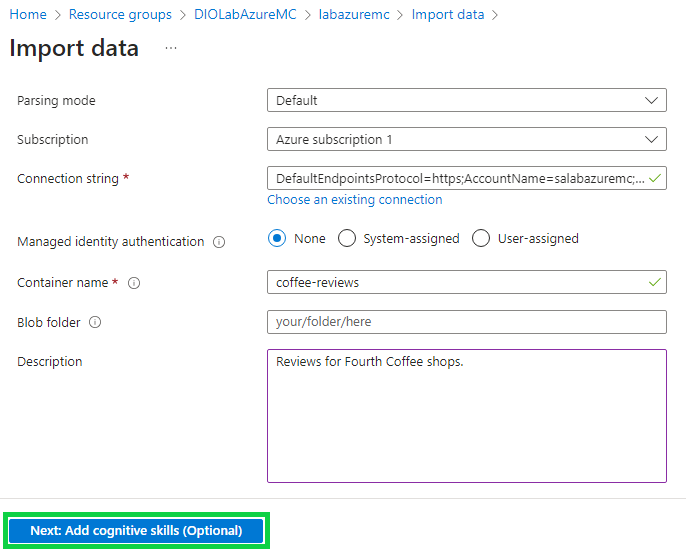 Home > Resource groups > DIOLabAzureMC > labazuremc > Import data >
Import data ...
Parsing mode Default
Subscription Azure subscription 1
Connection string * DefaultEndpointsProtocol=https;AccountName=salabazuremc;...
Choose an existing connection
Managed identity authentication None System-assigned User-assigned
Container name * coffee-reviews
Blob folder your/folder/here
Description Reviews for Fourth Coffee shops.
Next: Add cognitive skills (Optional)